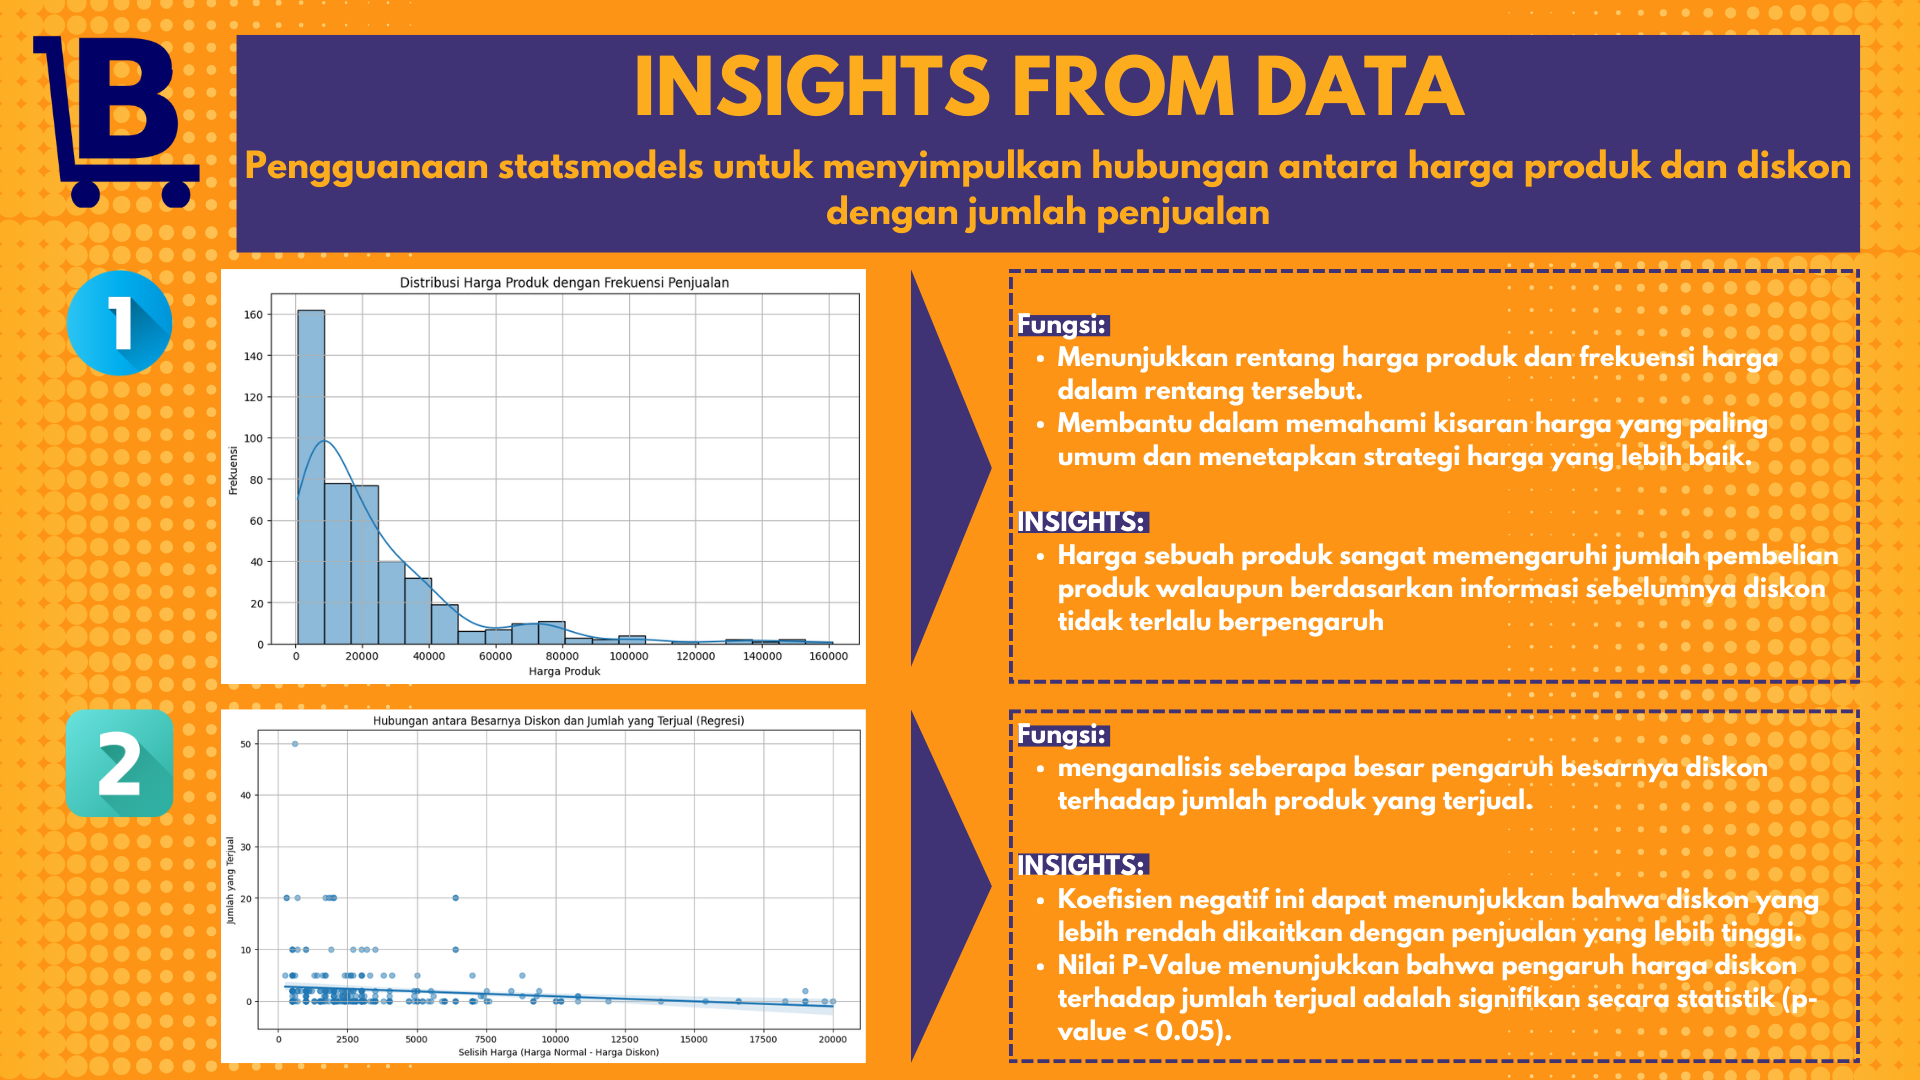 B
INSIGHTS FROM DATA
Pengguanaan statsmodels untuk menyimpulkan hubungan antara harga produk dan diskon
dengan jumlah penjualan
1
Distribusi Harga Produk dengan Frekuensi Penjualan
160
140
120
100
80
60
40
20
0
Frekuensi
0 20000 40000 60000 80000 100000 120000 140000 160000
Harga Produk
Fungsi:
• Menunjukkan rentang harga produk dan frekuensi harga
dalam rentang tersebut.
• Membantu dalam memahami kisaran harga yang paling
umum dan menetapkan strategi harga yang lebih baik.
INSIGHTS:
• Harga sebuah produk sangat memengaruhi jumlah pembelian
produk walaupun berdasarkan informasi sebelumnya diskon
tidak terlalu berpengaruh
2
Hubungan antara Besarnya Diskon dan Jumlah yang Terjual (Regresi)
50
40
30
20
10
0
Jumlah yang Terjual
0 2500 5000 7500 10000 12500 15000 17500 20000
Selisih Harga (Harga Normal - Harga Diskon)
Fungsi:
• menganalisis seberapa besar pengaruh besarnya diskon
terhadap jumlah produk yang terjual.
INSIGHTS:
• Koefisien negatif ini dapat menunjukkan bahwa diskon yang
lebih rendah dikaitkan dengan penjualan yang lebih tinggi.
• Nilai P-Value menunjukkan bahwa pengaruh harga diskon
terhadap jumlah terjual adalah signifikan secara statistik (p-
value < 0.05).